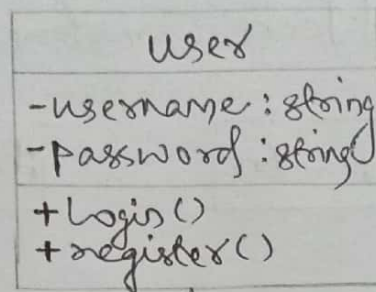 User
-username: string
-password: string
+Login()
+register()